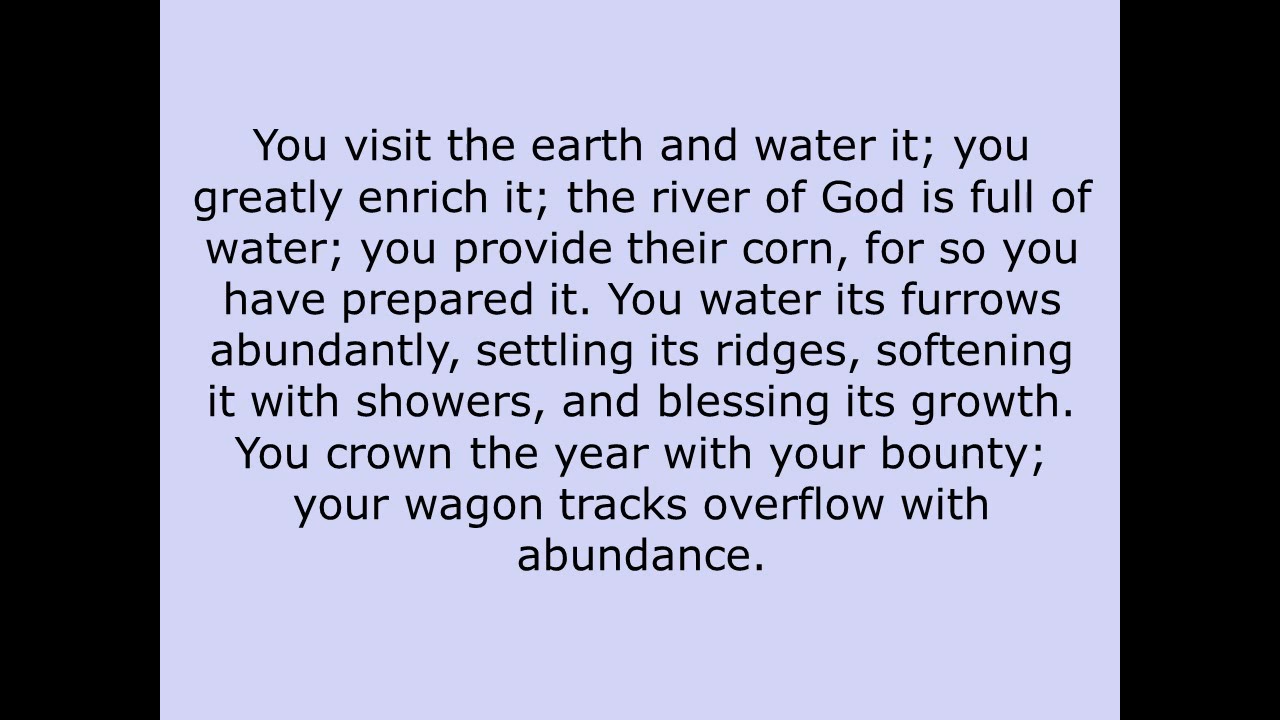 You visit the earth and water it; you
greatly enrich it; the river of God is full of
water; you provide their corn, for so you
have prepared it. You water its furrows
abundantly, settling its ridges, softening
it with showers, and blessing its growth.
You crown the year with your bounty;
your wagon tracks overflow with
abundance.